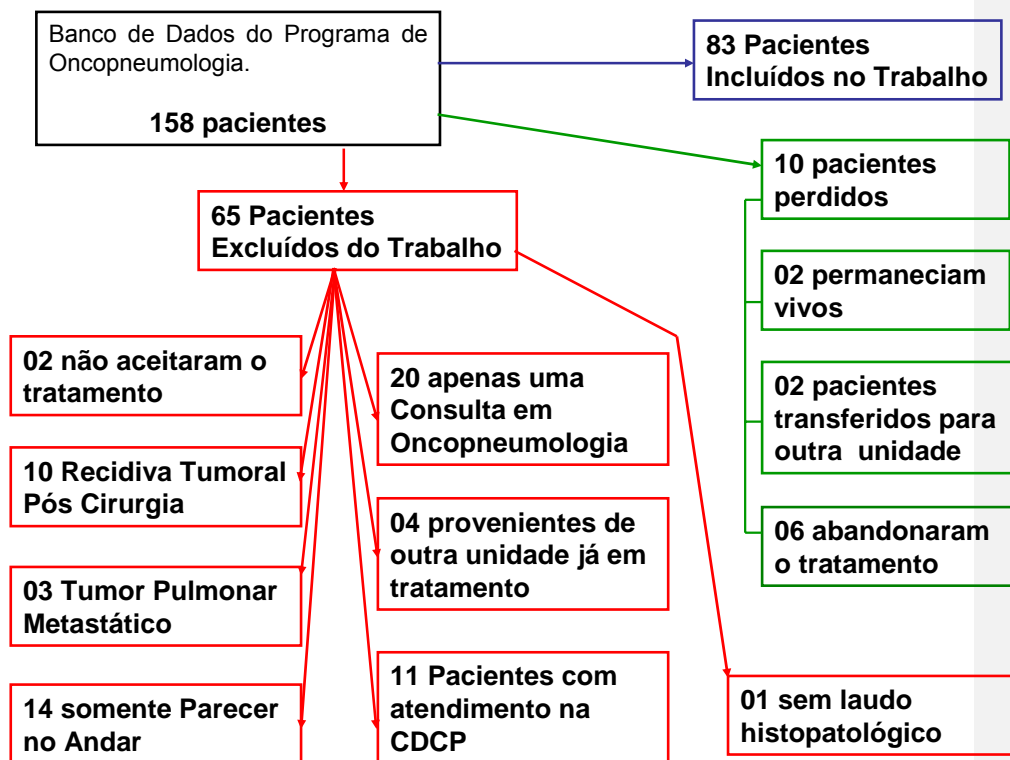 Banco de Dados do Programa de
Oncopneumologia.
158 pacientes
83 Pacientes
Incluídos no Trabalho
10 pacientes
perdidos
65 Pacientes
Excluídos do Trabalho
02 permaneciam
vivos
02 não aceitaram o
tratamento
20 apenas uma
Consulta em
Oncopneumologia
02 pacientes
transferidos para
outra unidade
10 Recidiva Tumoral
Pós Cirurgia
04 provenientes de
outra unidade já em
tratamento
06 abandonaram
o tratamento
03 Tumor Pulmonar
Metastático
14 somente Parecer
no Andar
11 Pacientes com
atendimento na
CDCP
01 sem laudo
histopatológico